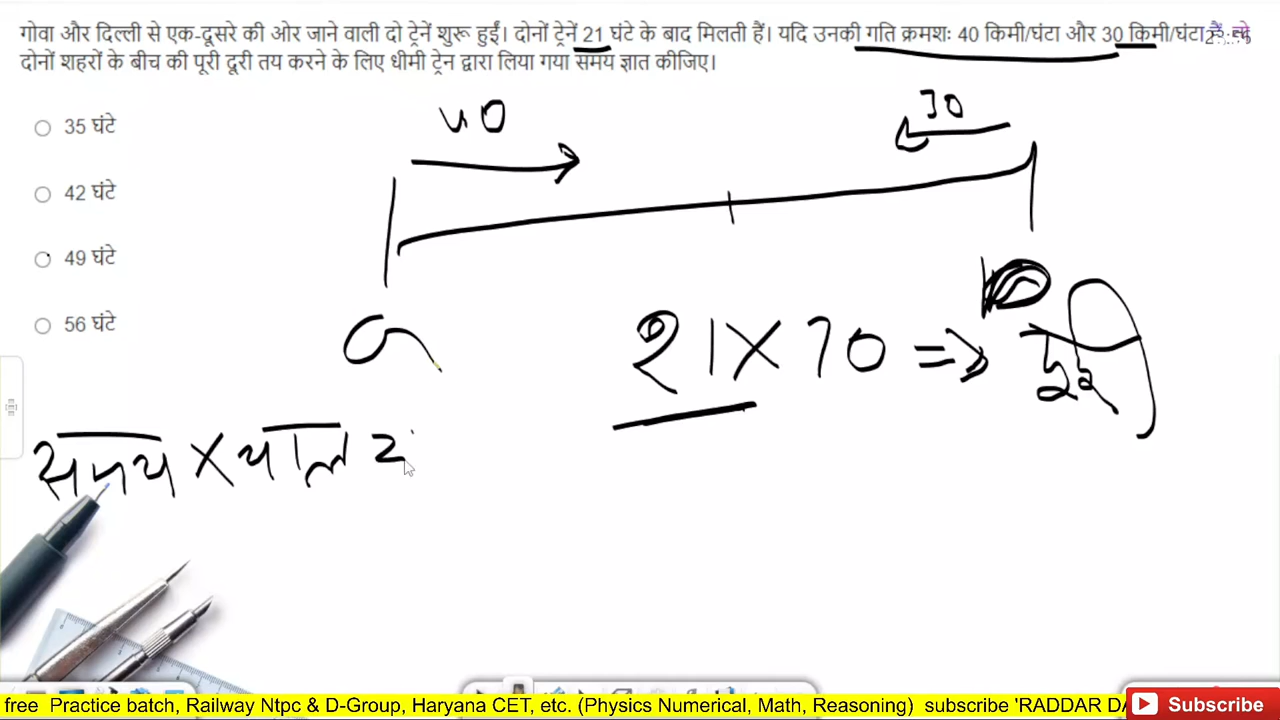 गोवा और दिल्ली से एक-दूसरे की ओर जाने वाली दो ट्रेनें शुरू हुईं। दोनों ट्रेनें 21 घंटे के बाद मिलती हैं। यदि उनकी गति क्रमशः 40 किमी/घंटा और 30 किमी/घंटा हैं, तो
दोनों शहरों के बीच की पूरी दूरी तय करने के लिए धीमी ट्रेन द्वारा लिया गया समय ज्ञात कीजिए।
35 घंटे
42 घंटे
49 घंटे
56 घंटे
40
30
21 X 70 =>
समय X चाल =
free Practice batch, Railway Ntpc & D-Group, Haryana CET, etc. (Physics Numerical, Math, Reasoning) subscribe 'RADDAR DA
Subscribe